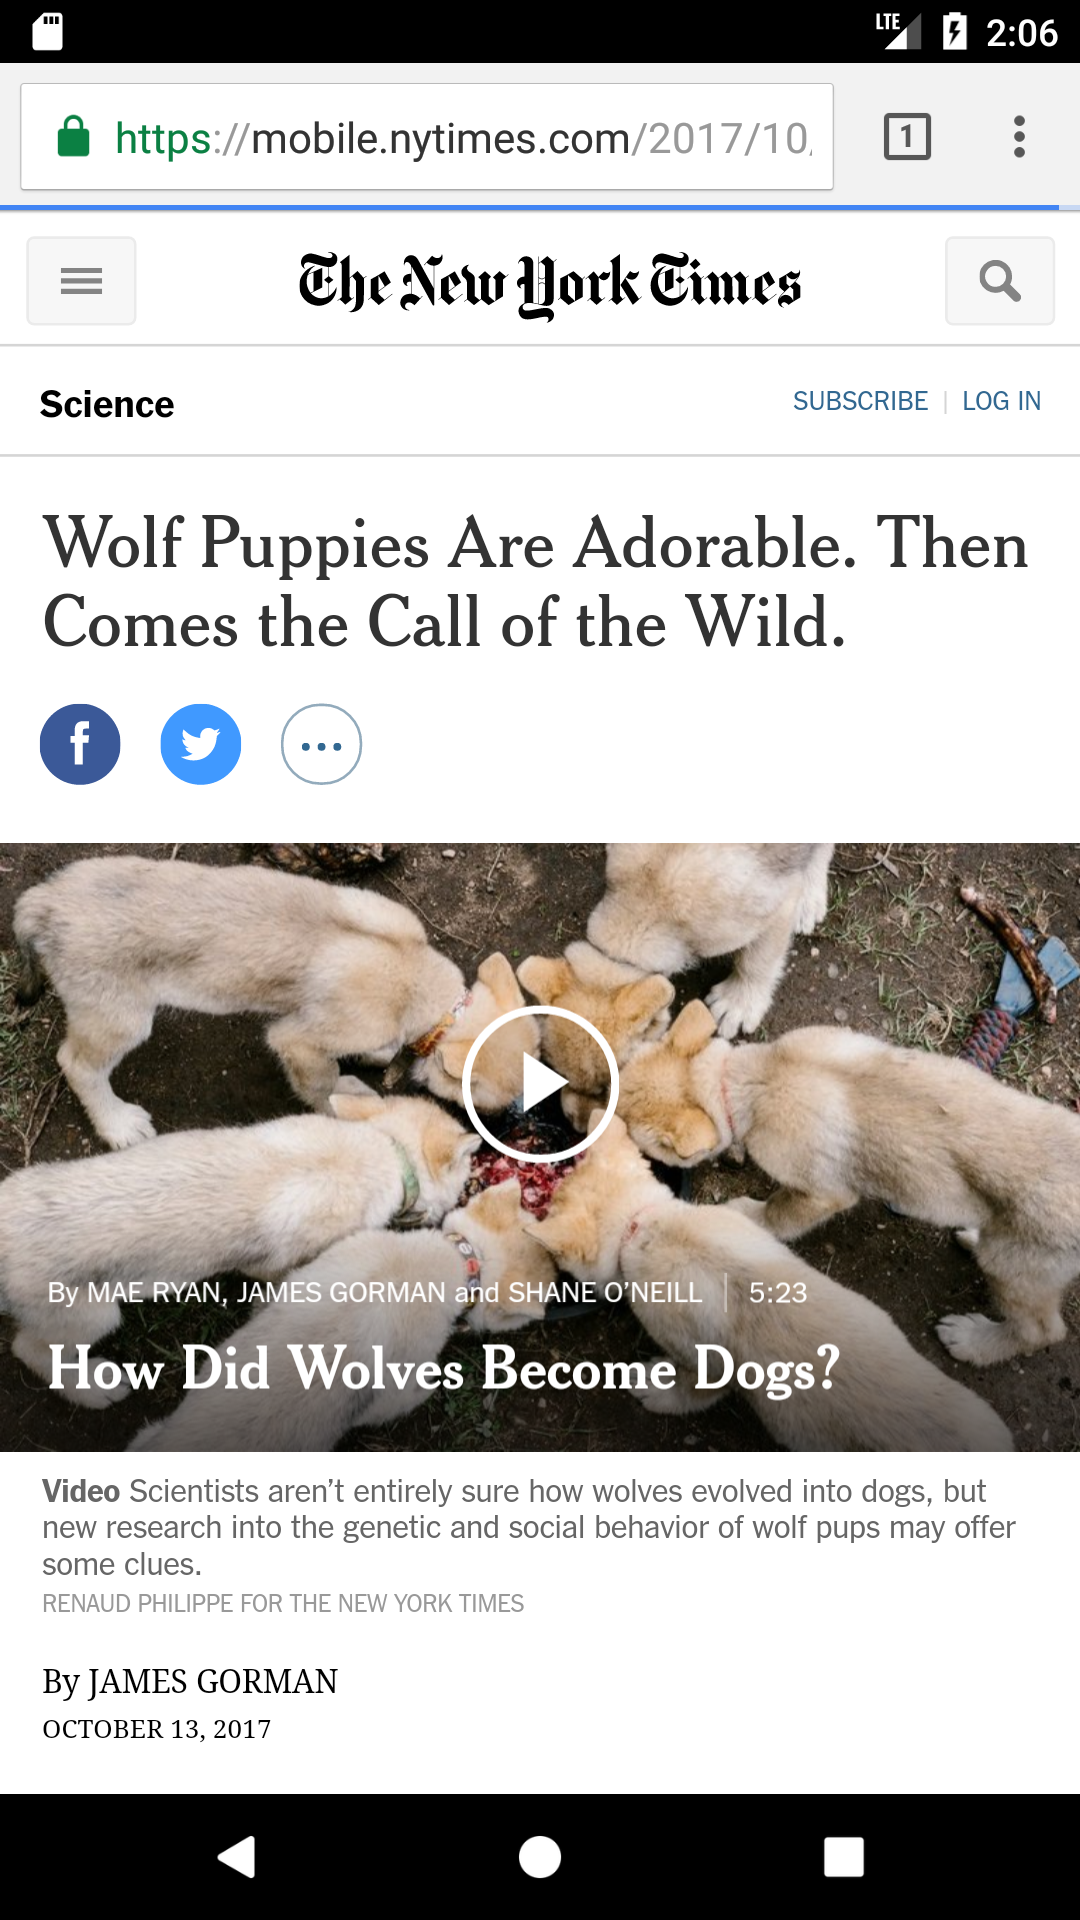 LTE 2:06
https://mobile.nytimes.com/2017/10
1
The New York Times
Science
SUBSCRIBE | LOG IN
Wolf Puppies Are Adorable. Then
Comes the Call of the Wild.
By MAE RYAN, JAMES GORMAN and SHANE O'NEILL | 5:23
How Did Wolves Become Dogs?
Video Scientists aren't entirely sure how wolves evolved into dogs, but
new research into the genetic and social behavior of wolf pups may offer
some clues.
RENAUD PHILIPPE FOR THE NEW YORK TIMES
By JAMES GORMAN
OCTOBER 13, 2017